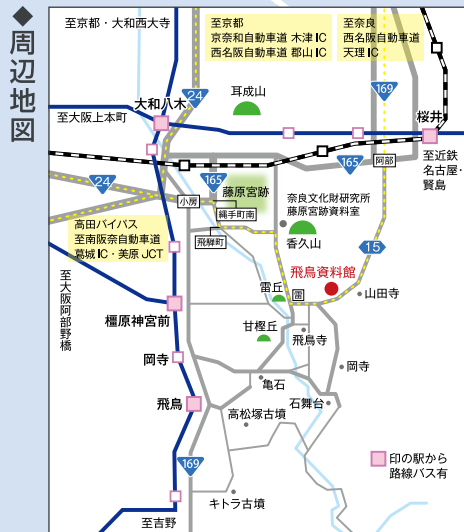 ◆周辺地図
至京都・大和西大寺
至京都
京奈和自動車道 木津IC
西名阪自動車道 郡山IC
至奈良
西名阪自動車道
天理IC
24
169
耳成山
大和八木
至大阪上本町
桜井
至近鉄
名古屋・
賢島
165
阿部
24
165
藤原宮跡
小房
縄手町南
飛騨町
奈良文化財研究所
藤原宮跡資料室
香久山
15
高田バイパス
至南阪奈自動車道
葛城IC・美原JCT
至大阪阿部野橋
飛鳥資料館
雷丘
山田寺
橿原神宮前
甘樫丘
飛鳥寺
岡寺
岡寺
亀石
飛鳥
石舞台
高松塚古墳
169
キトラ古墳
印の駅から
路線バス有
至吉野